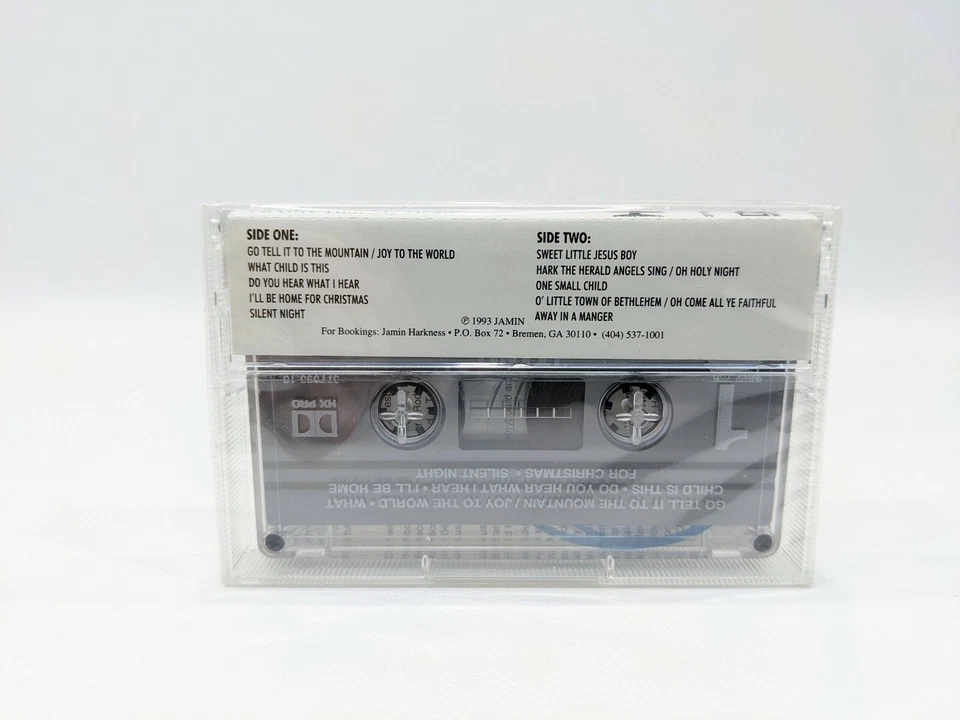 SIDE ONE:
GO TELL IT TO THE MOUNTAIN / JOY TO THE WORLD
WHAT CHILD IS THIS
DO YOU HEAR WHAT I HEAR
I'LL BE HOME FOR CHRISTMAS
SILENT NIGHT
SIDE TWO:
SWEET LITTLE JESUS BOY
HARK THE HERALD ANGELS SING / OH HOLY NIGHT
ONE SMALL CHILD
O' LITTLE TOWN OF BETHLEHEM / OH COME ALL YE FAITHFUL
AWAY IN A MANGER
℗ 1993 JAMIN
For Bookings: Jamin Harkness • P.O. Box 72 • Bremen, GA 30110 • (404) 537-1001
1
HX PRO
GO TELL IT TO THE MOUNTAIN / JOY TO THE WORLD • WHAT
CHILD IS THIS • DO YOU HEAR WHAT I HEAR • I'LL BE HOME
FOR CHRISTMAS • SILENT NIGHT